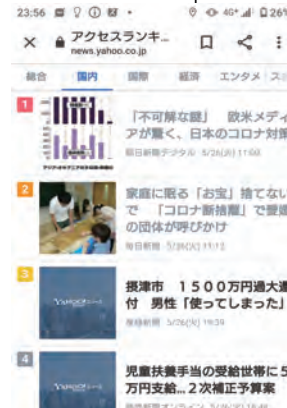 23:56
4G+
26%
アクセスランキ...
news.yahoo.co.jp
総合 国内 国際 経済 エンタメ
1
「不可解な謎」 欧米メディ
アが驚く、日本のコロナ対策
朝日新聞デジタル 5/26(火) 11:00
2
家庭に眠る「お宝」捨てない
で 「コロナ断捨離」で愛護
の団体が呼びかけ
毎日新聞 5/26(火) 11:12
3
YAHOO!
摂津市 1500万円過大還
付 男性「使ってしまった」
産経新聞 5/26(火) 19:39
4
YAHOO!
児童扶養手当の受給世帯に5
万円支給...2次補正予算案